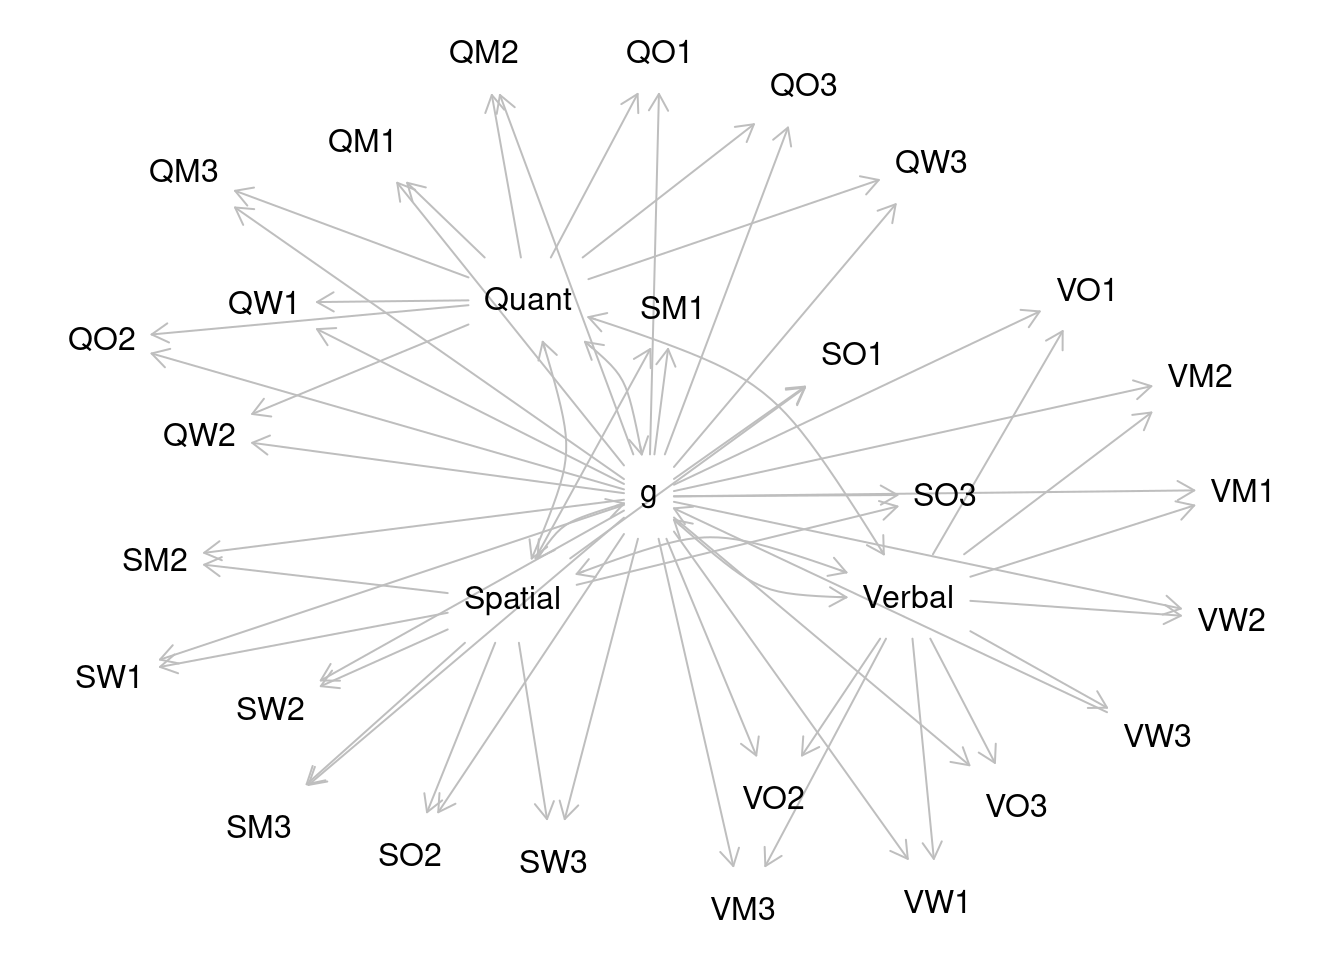 QM2
QO1
QO3
QM1
QW3
QM3
VO1
Quant
QW1
SM1
QO2
SO1
VM2
QW2
g
SO3
VM1
SM2
Spatial
Verbal
VW2
SW1
SW2
VW3
VO2
VO3
SM3
SO2
SW3
VW1
VM3